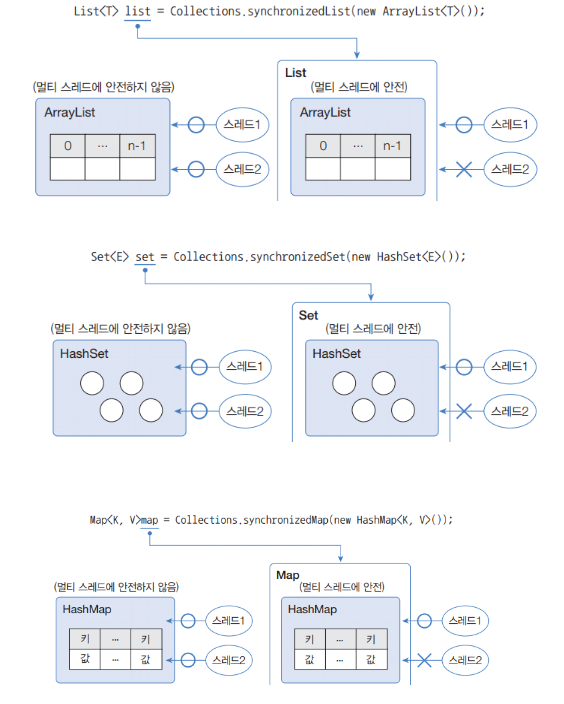 List<T> list = Collections.synchronizedList(new ArrayList<T>());
(멀티 스레드에 안전하지 않음)
ArrayList
0 … n-1
스레드1
스레드2
List
(멀티 스레드에 안전)
ArrayList
0 … n-1
스레드1
스레드2
Set<E> set = Collections.synchronizedSet(new HashSet<E>());
(멀티 스레드에 안전하지 않음)
HashSet
스레드1
스레드2
Set
(멀티 스레드에 안전)
HashSet
스레드1
스레드2
Map<K, V>map = Collections.synchronizedMap(new HashMap<K, V>());
(멀티 스레드에 안전하지 않음)
HashMap
키 … 키
값 … 값
스레드1
스레드2
Map
(멀티 스레드에 안전)
HashMap
키 … 키
값 … 값
스레드1
스레드2